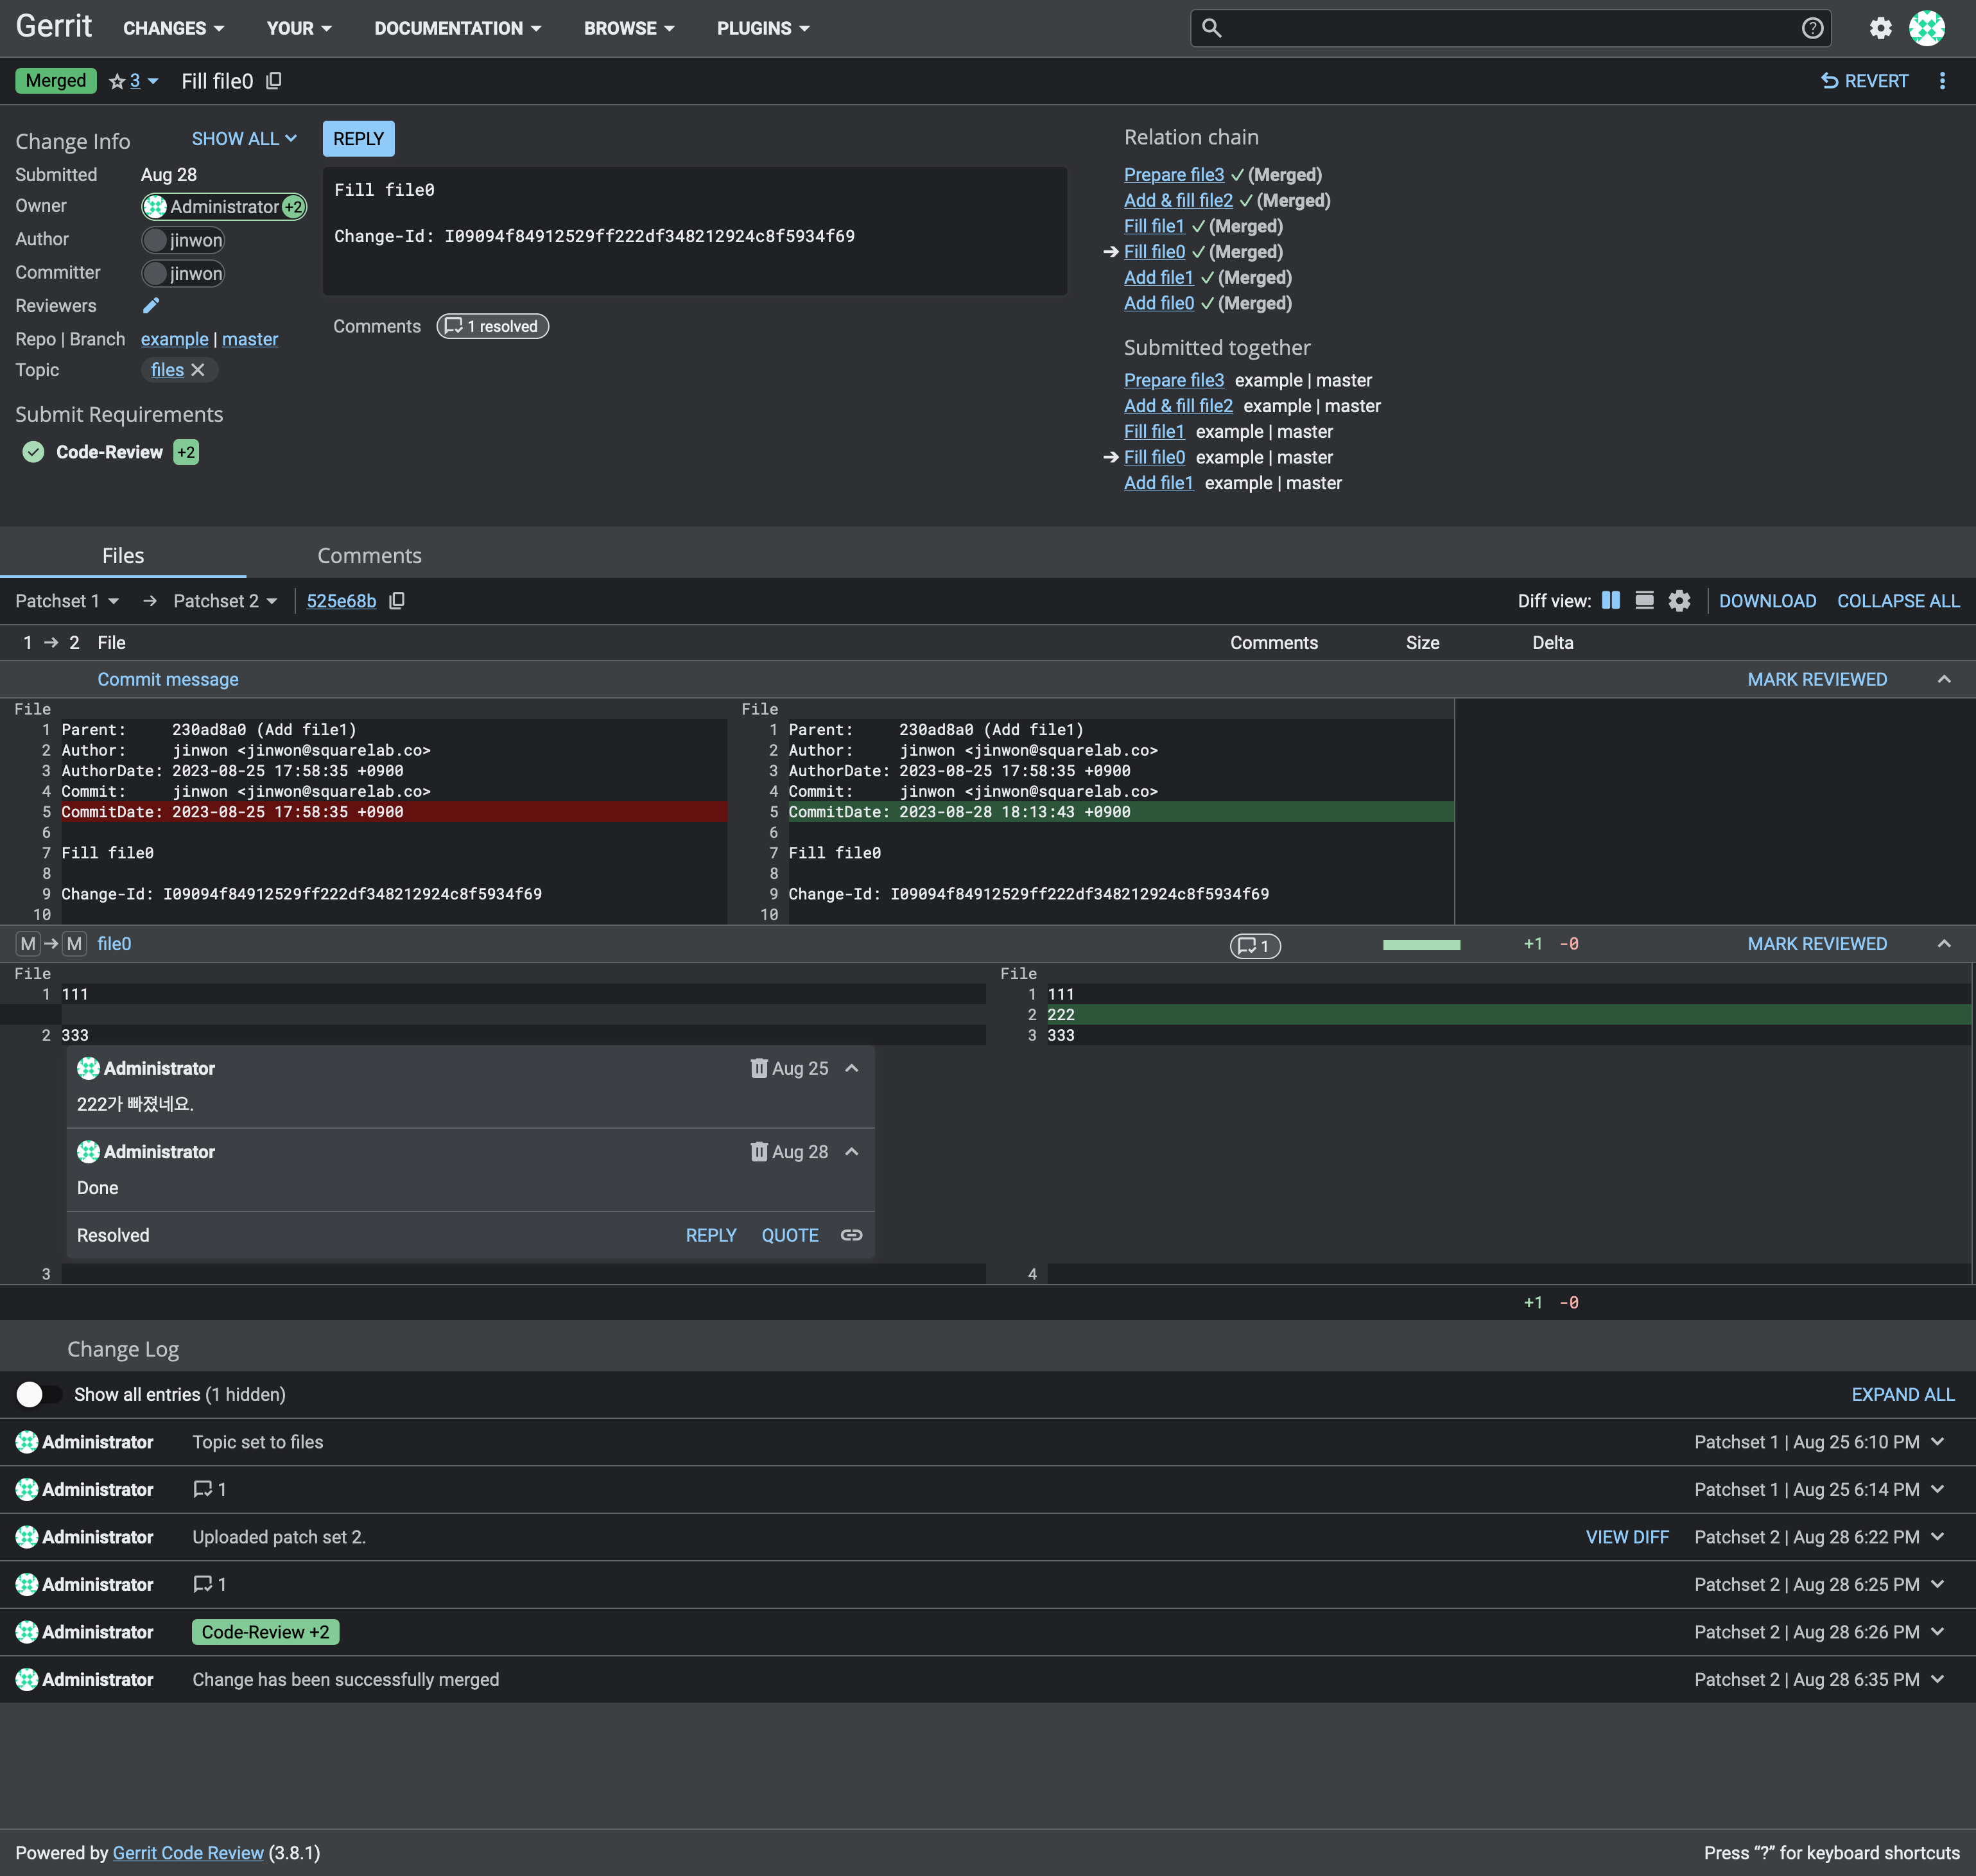 Gerrit CHANGES YOUR DOCUMENTATION BROWSE PLUGINS
Merged 3 Fill file0 REVERT
Change Info SHOW ALL
Submitted Aug 28
Owner Administrator +2
Author jinwon
Committer jinwon
Reviewers
Repo | Branch example | master
Topic files
Submit Requirements
Code-Review +2
REPLY
Fill file0
Change-Id: I09094f84912529ff222df348212924c8f5934f69
Comments 1 resolved
Relation chain
Prepare file3 (Merged)
Add & fill file2 (Merged)
Fill file1 (Merged)
Fill file0 (Merged)
Add file1 (Merged)
Add file0 (Merged)
Submitted together
Prepare file3 example | master
Add & fill file2 example | master
Fill file1 example | master
Fill file0 example | master
Add file1 example | master
Files Comments
Patchset 1 → Patchset 2 525e68b Diff view: DOWNLOAD COLLAPSE ALL
1 → 2 File Comments Size Delta
Commit message MARK REVIEWED
File
1 Parent: 230ad8a0 (Add file1)
2 Author: jinwon <jinwon@squarelab.co>
3 AuthorDate: 2023-08-25 17:58:35 +0900
4 Commit: jinwon <jinwon@squarelab.co>
5 CommitDate: 2023-08-25 17:58:35 +0900
6
7 Fill file0
8
9 Change-Id: I09094f84912529ff222df348212924c8f5934f69
10
File
1 Parent: 230ad8a0 (Add file1)
2 Author: jinwon <jinwon@squarelab.co>
3 AuthorDate: 2023-08-25 17:58:35 +0900
4 Commit: jinwon <jinwon@squarelab.co>
5 CommitDate: 2023-08-28 18:13:43 +0900
6
7 Fill file0
8
9 Change-Id: I09094f84912529ff222df348212924c8f5934f69
10
M → M file0 1 +1 -0 MARK REVIEWED
File
1 111
2 333
Administrator Aug 25
222가 빠졌네요.
Administrator Aug 28
Done
Resolved REPLY QUOTE
3
File
1 111
2 222
3 333
4
+1 -0
Change Log
Show all entries (1 hidden) EXPAND ALL
Administrator Topic set to files Patchset 1 | Aug 25 6:10 PM
Administrator 1 Patchset 1 | Aug 25 6:14 PM
Administrator Uploaded patch set 2. VIEW DIFF Patchset 2 | Aug 28 6:22 PM
Administrator 1 Patchset 2 | Aug 28 6:25 PM
Administrator Code-Review +2 Patchset 2 | Aug 28 6:26 PM
Administrator Change has been successfully merged Patchset 2 | Aug 28 6:35 PM
Powered by Gerrit Code Review (3.8.1) Press “?” for keyboard shortcuts